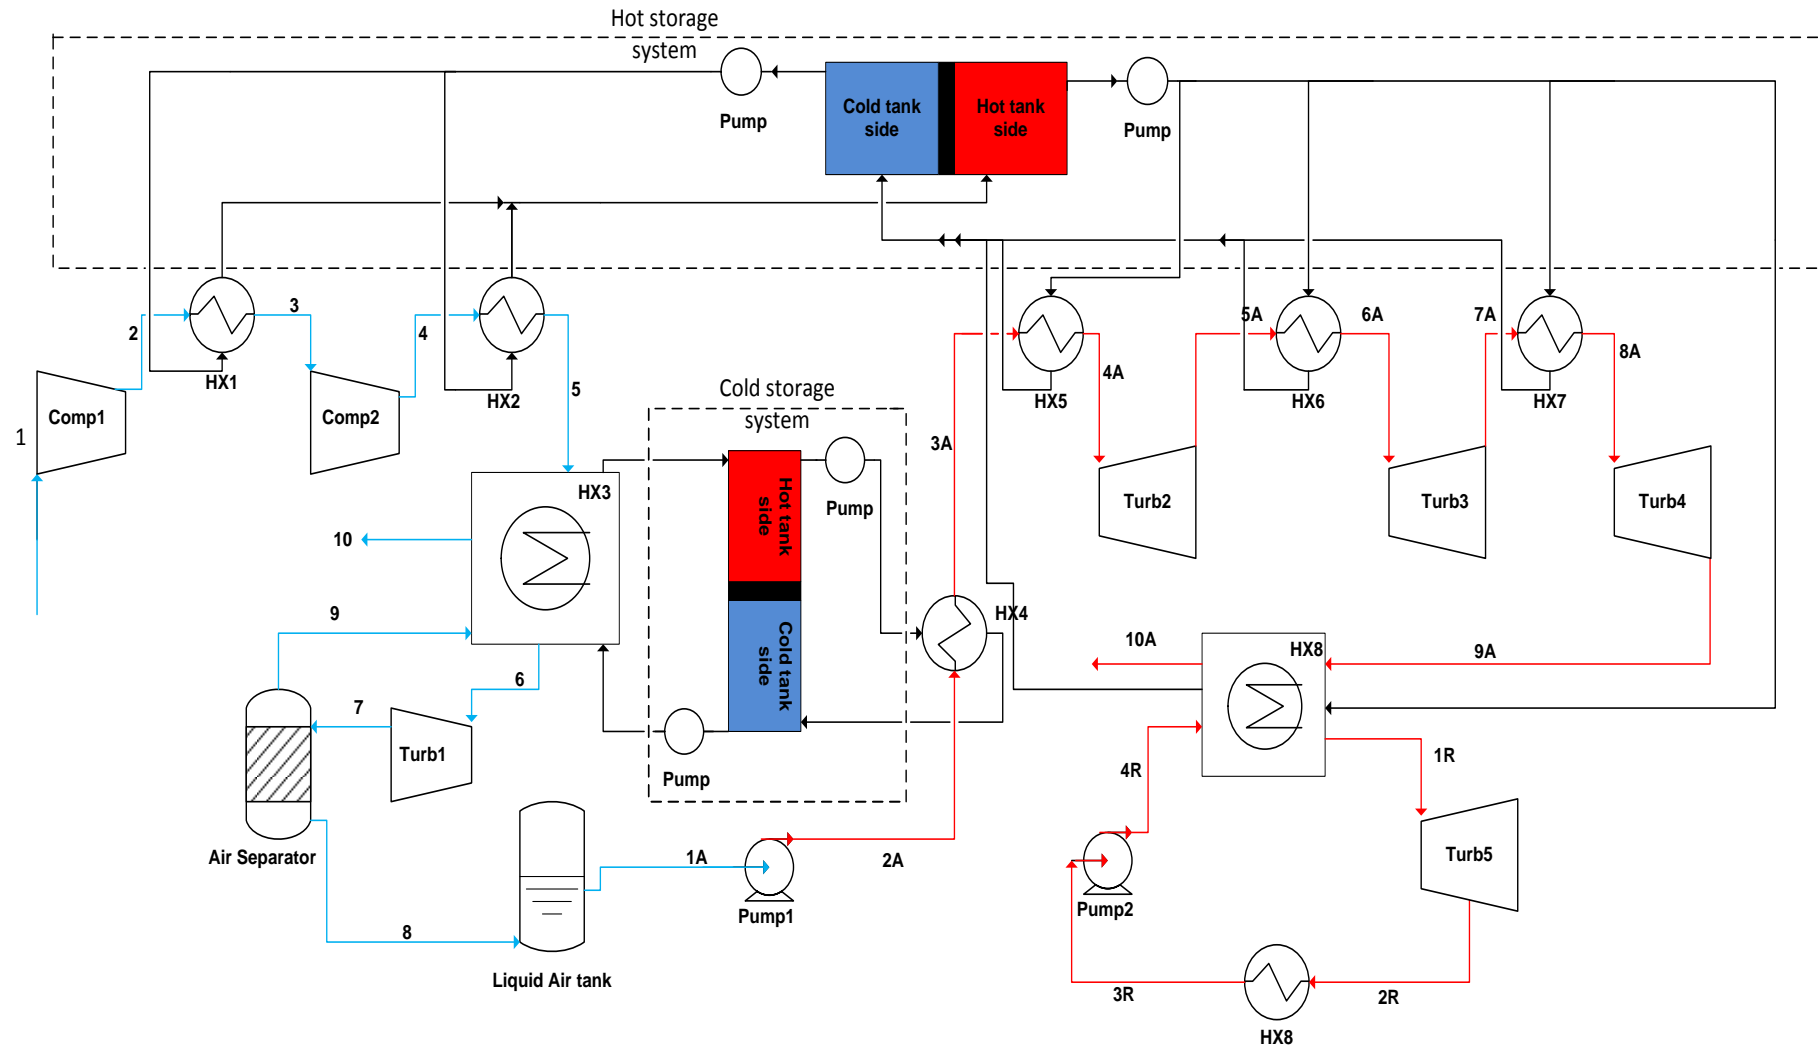 Hot storage
system
Pump
Cold tank
side
Hot tank
side
Pump
1
2
3
4
5
Comp1
HX1
Comp2
HX2
HX3
10
9
6
7
8
Turb1
Air Separator
Liquid Air tank
Cold storage
system
Hot tank
side
Cold tank
side
Pump
Pump
HX4
1A
Pump1
2A
3A
HX5
4A
Turb2
5A
HX6
6A
Turb3
7A
HX7
8A
Turb4
9A
HX8
10A
1R
Turb5
2R
HX8
3R
Pump2
4R